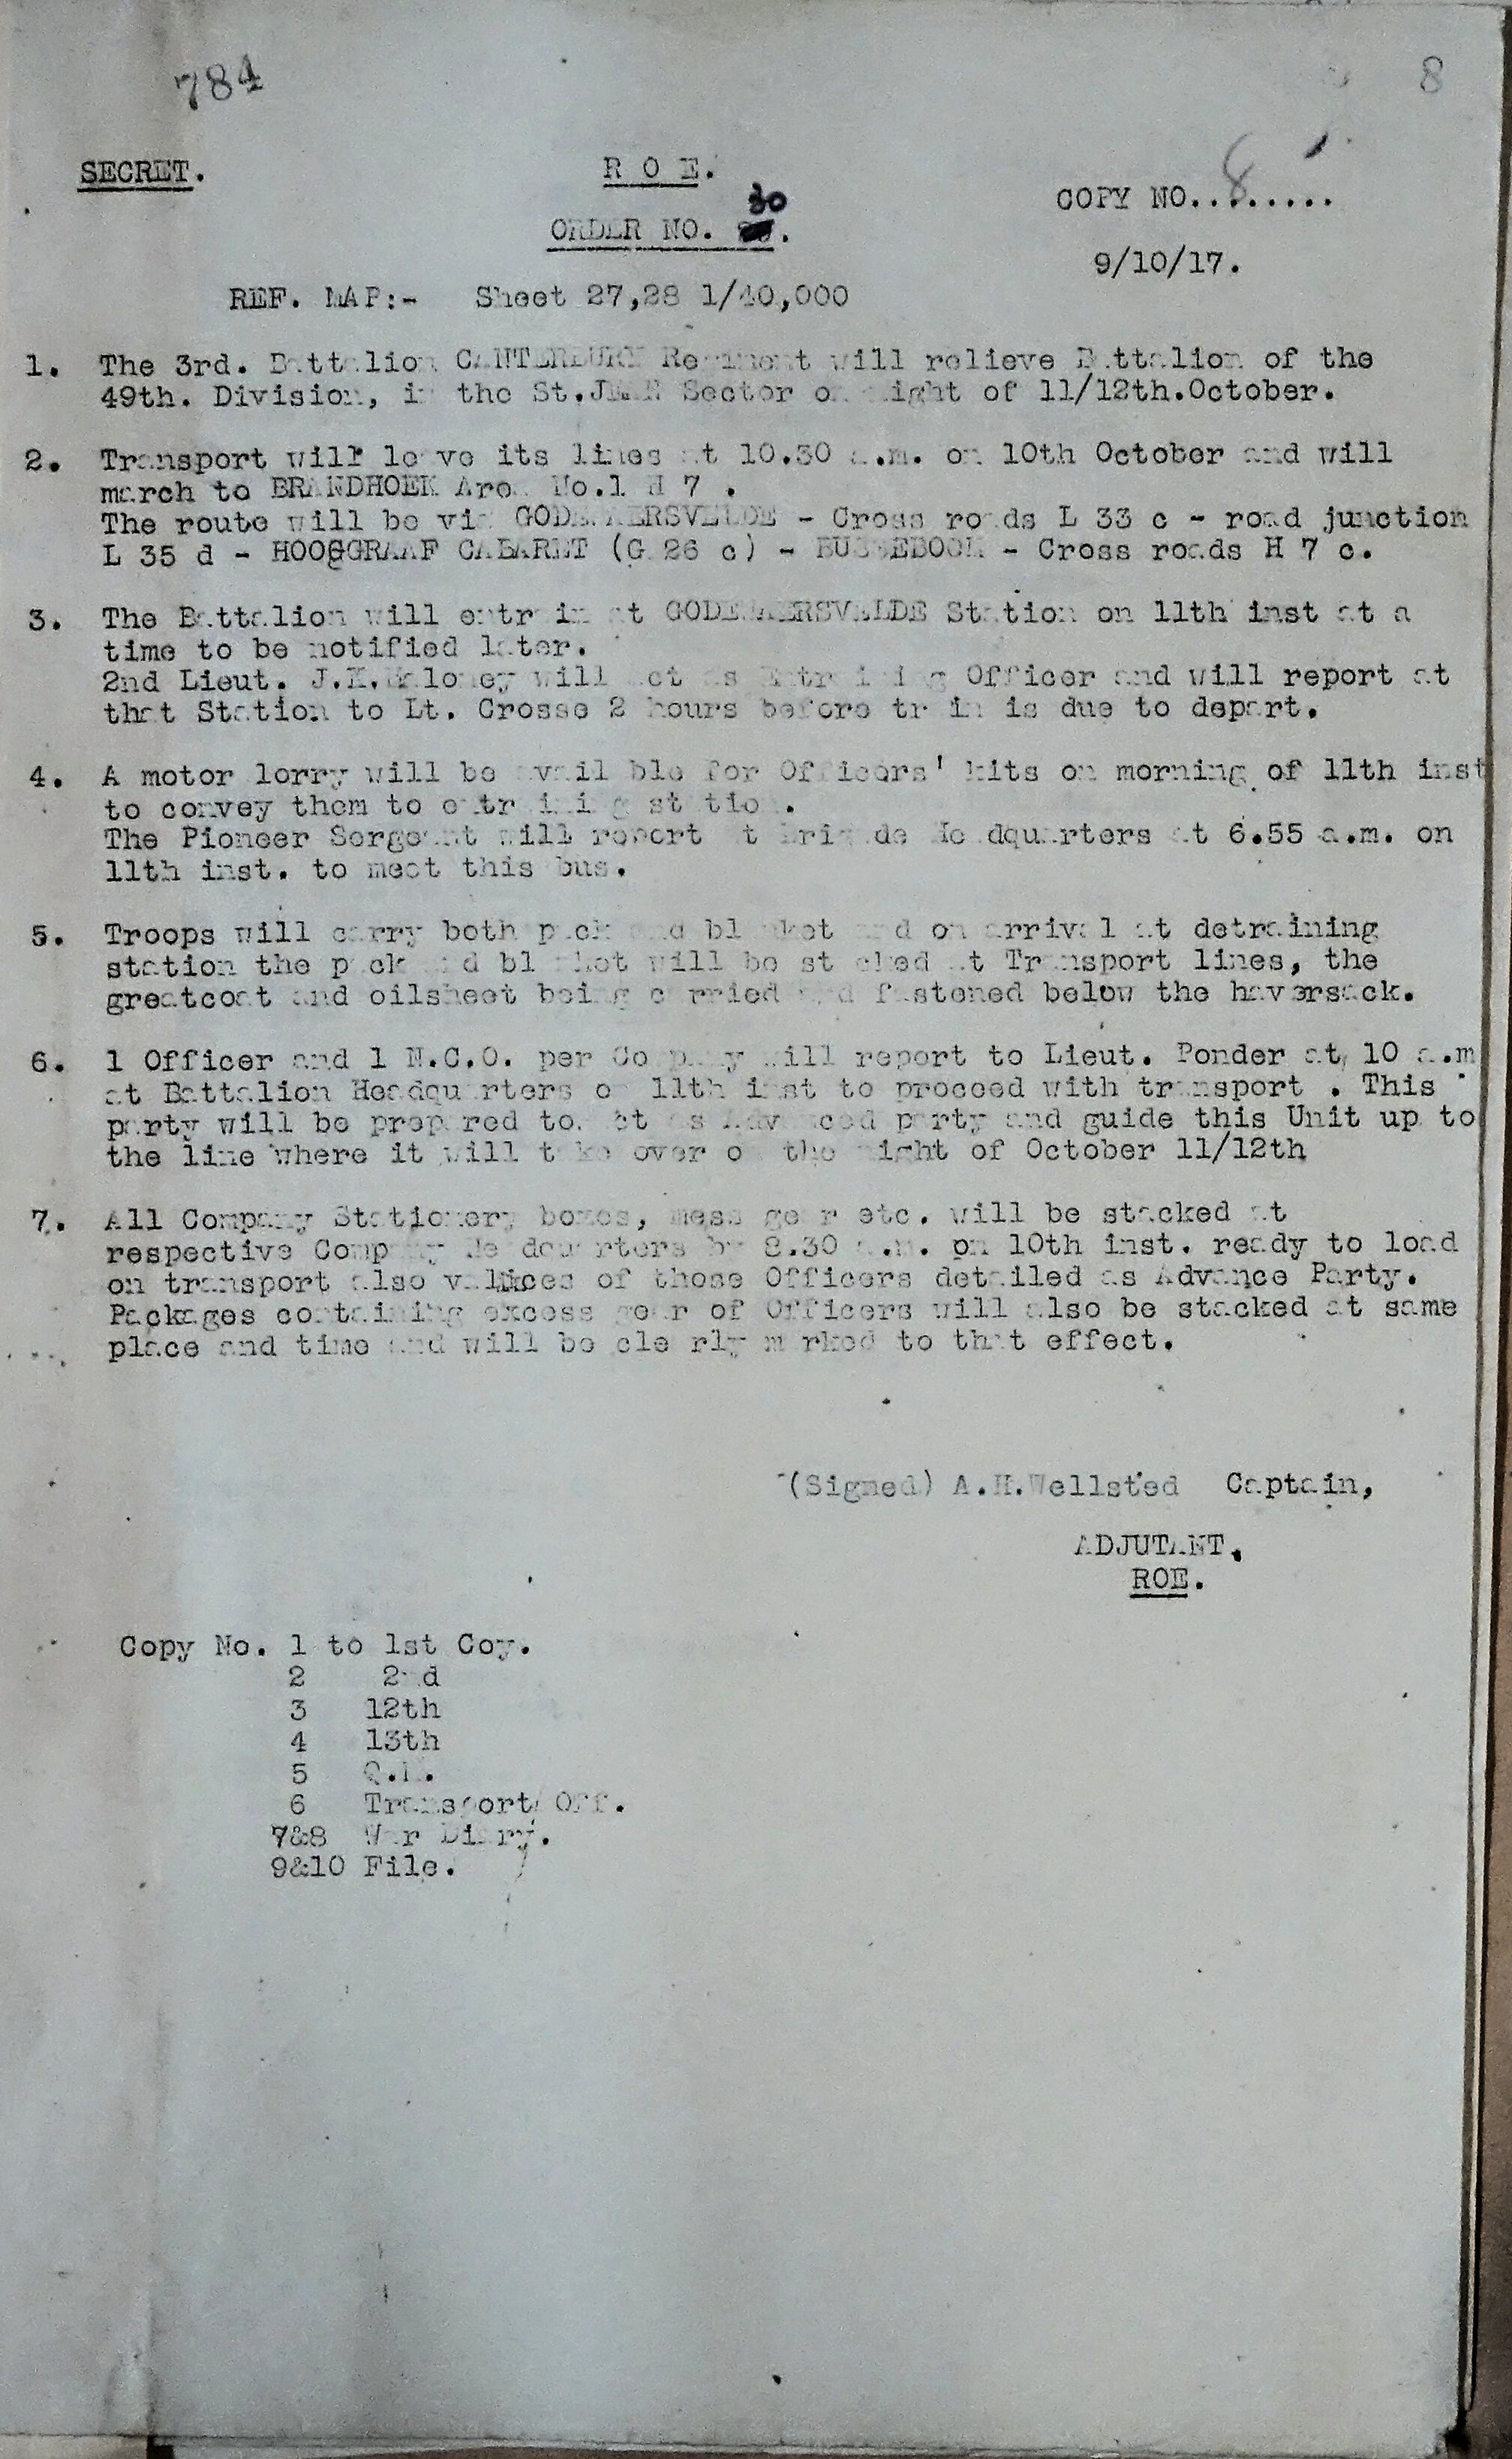 784
8
SECRET.
R O E.
COPY NO..8......
30
ORDER NO. .
9/10/17.
REF. MAP:- Sheet 27,28 1/40,000
1. The 3rd. Battalion CANTERBURY Regiment will relieve Battalion of the
49th. Division, in the St.JEAN Sector on night of 11/12th.October.
2. Transport will leave its lines at 10.30 a.m. on 10th October and will
march to BRANDHOEK Area No.1 H 7 .
The route will be via GODEWAERSVELDE - Cross roads L 33 c - road junction
L 35 d - HOOGGRAAF CABARET (G 26 c) - BUSSEBOOM - Cross roads H 7 c.
3. The Battalion will entrain at GODEWAERSVELDE Station on 11th inst at a
time to be notified later.
2nd Lieut. will act as Entraining Officer and will report at
that Station to Lt. Crosse 2 hours before train is due to depart.
4. A motor lorry will be available for Officers' kits on morning of 11th inst
to convey them to entraining station.
The Pioneer Sergeant will report at Brigade Headquarters at 6.55 a.m. on
11th inst. to meet this bus.
5. Troops will carry both pack and blanket and on arrival at detraining
station the pack and blanket will be stacked at Transport lines, the
greatcoat and oilsheet being carried and fastened below the haversack.
6. 1 Officer and 1 N.C.O. per Company will report to Lieut. Ponder at 10 a.m
at Battalion Headquarters on 11th inst to proceed with transport . This
party will be prepared to act as Advanced party and guide this Unit up to
the line where it will take over on the night of October 11/12th
7. All Company Stationery boxes, mess gear etc. will be stacked at
respective Company Headquarters by 8.30 a.m. on 10th inst. ready to load
on transport also valices of those Officers detailed as Advance Party.
Packages containing excess gear of Officers will also be stacked at same
place and time and will be clearly marked to that effect.
(Signed) A.H.Wellsted Captain,
ADJUTANT.
ROE.
Copy No. 1 to 1st Coy.
2 2nd
3 12th
4 13th
5 Q.M.
6 Transport Off.
7&8 War Diary.
9&10 File.